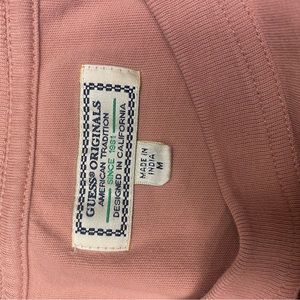 GUESS® ORIGINALS
AMERICAN TRADITION
SINCE 1981
DESIGNED IN CALIFORNIA
MADE IN
INDIA
M